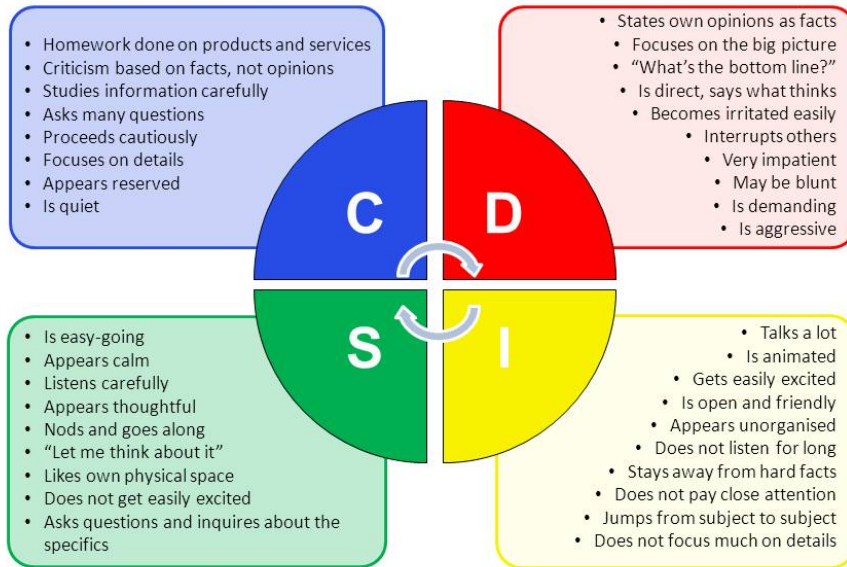 • Homework done on products and services
• Criticism based on facts, not opinions
• Studies information carefully
• Asks many questions
• Proceeds cautiously
• Focuses on details
• Appears reserved
• Is quiet
• States own opinions as facts
• Focuses on the big picture
• “What’s the bottom line?”
• Is direct, says what thinks
• Becomes irritated easily
• Interrupts others
• Very impatient
• May be blunt
• Is demanding
• Is aggressive
C
D
S
I
• Is easy-going
• Appears calm
• Listens carefully
• Appears thoughtful
• Nods and goes along
• “Let me think about it”
• Likes own physical space
• Does not get easily excited
• Asks questions and inquires about the
specifics
• Talks a lot
• Is animated
• Gets easily excited
• Is open and friendly
• Appears unorganised
• Does not listen for long
• Stays away from hard facts
• Does not pay close attention
• Jumps from subject to subject
• Does not focus much on details